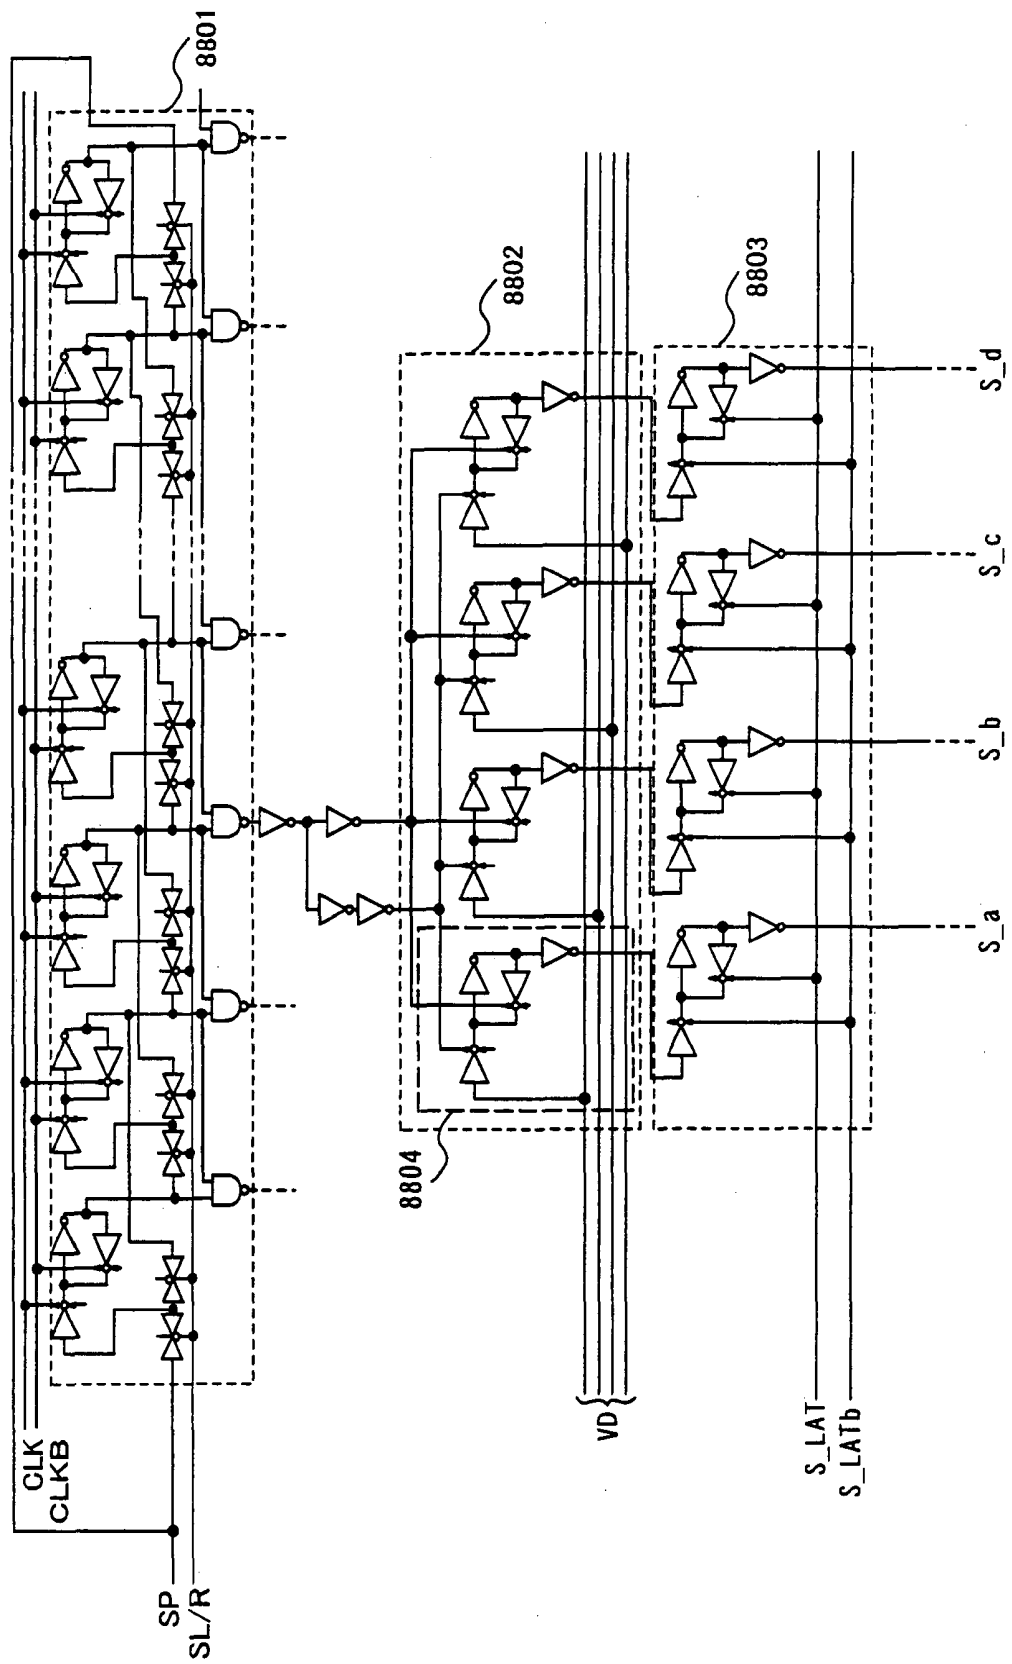 8801
CLK
CLKB
SP
SL/R
8802
8804
VD
8803
S_LAT
S_LATb
S_a
S_b
S_c
S_d